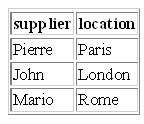 supplier location
Pierre Paris
John London
Mario Rome